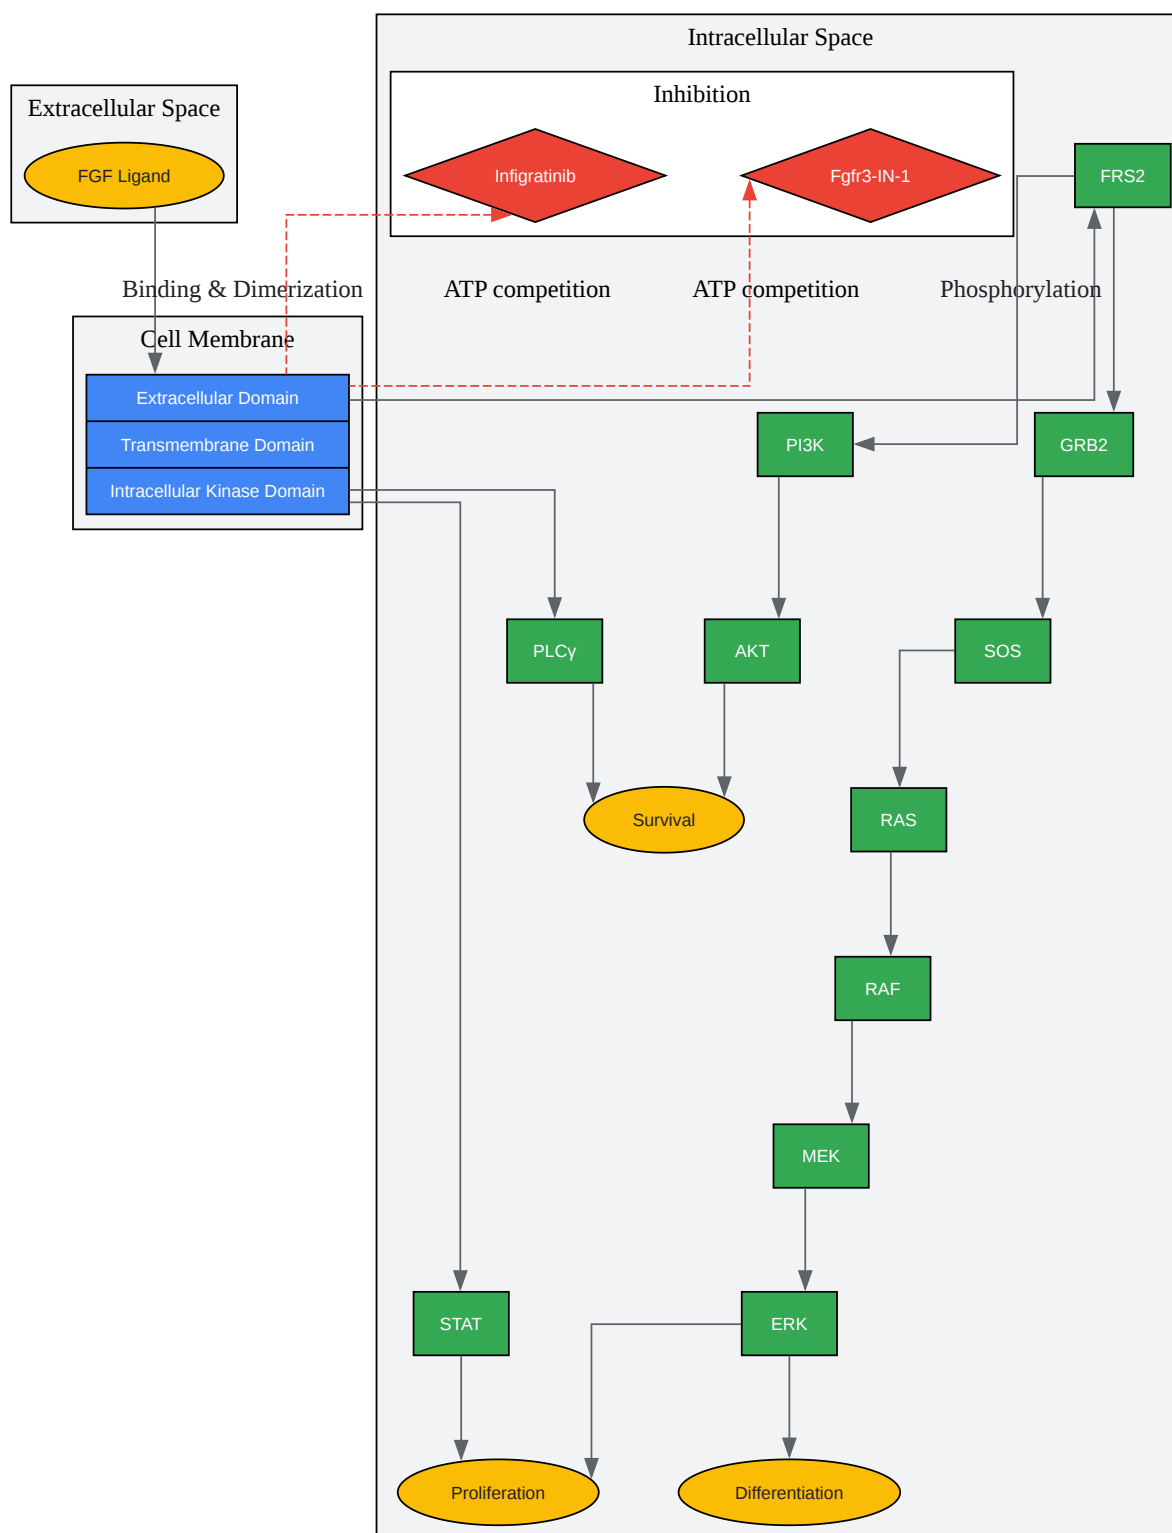 Intracellular Space
Inhibition
Extracellular Space
FGF Ligand
Infigratinib
Fgfr3-IN-1
FRS2
Binding & Dimerization
ATP competition
ATP competition
Phosphorylation
Cell Membrane
Extracellular Domain
Transmembrane Domain
Intracellular Kinase Domain
PI3K
GRB2
PLCγ
AKT
SOS
Survival
RAS
RAF
MEK
STAT
ERK
Proliferation
Differentiation